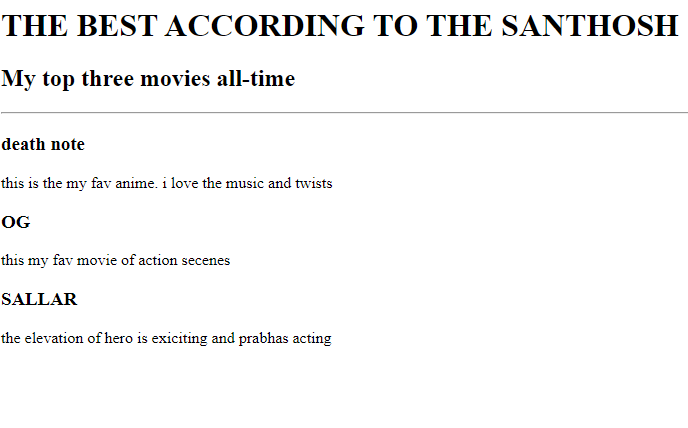 THE BEST ACCORDING TO THE SANTHOSH
My top three movies all-time
death note
this is the my fav anime. i love the music and twists
OG
this my fav movie of action secenes
SALLAR
the elevation of hero is exiciting and prabhas acting